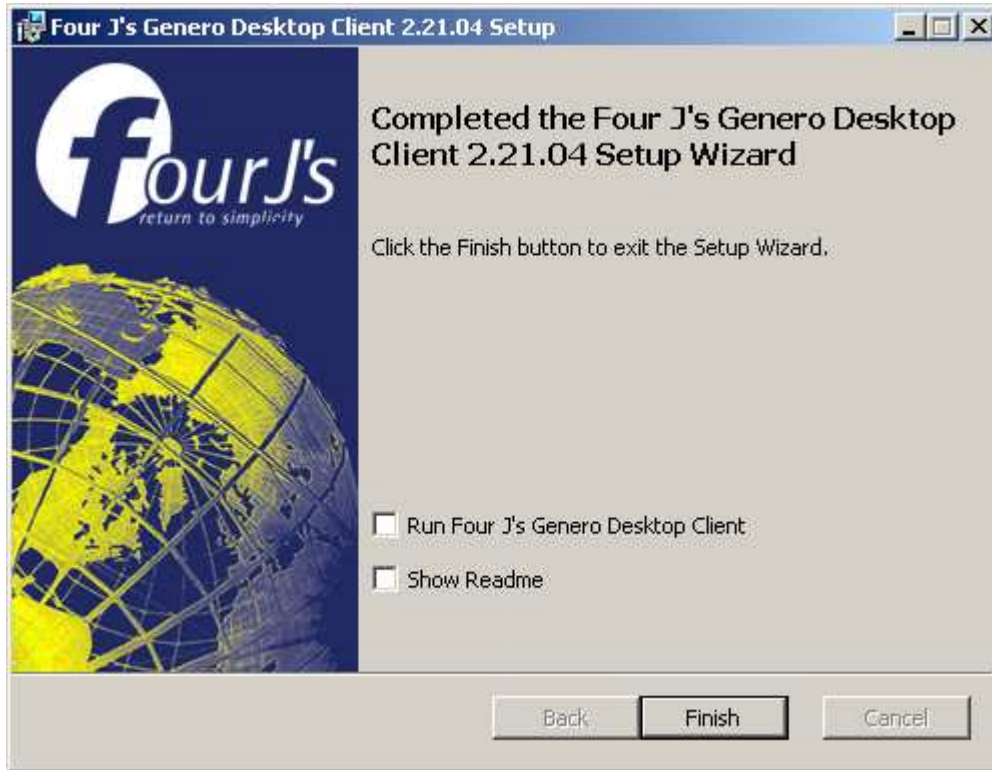 Four J's Genero Desktop Client 2.21.04 Setup
fourJ's
return to simplicity
Completed the Four J's Genero Desktop
Client 2.21.04 Setup Wizard
Click the Finish button to exit the Setup Wizard.
Run Four J's Genero Desktop Client
Show Readme
Back
Finish
Cancel